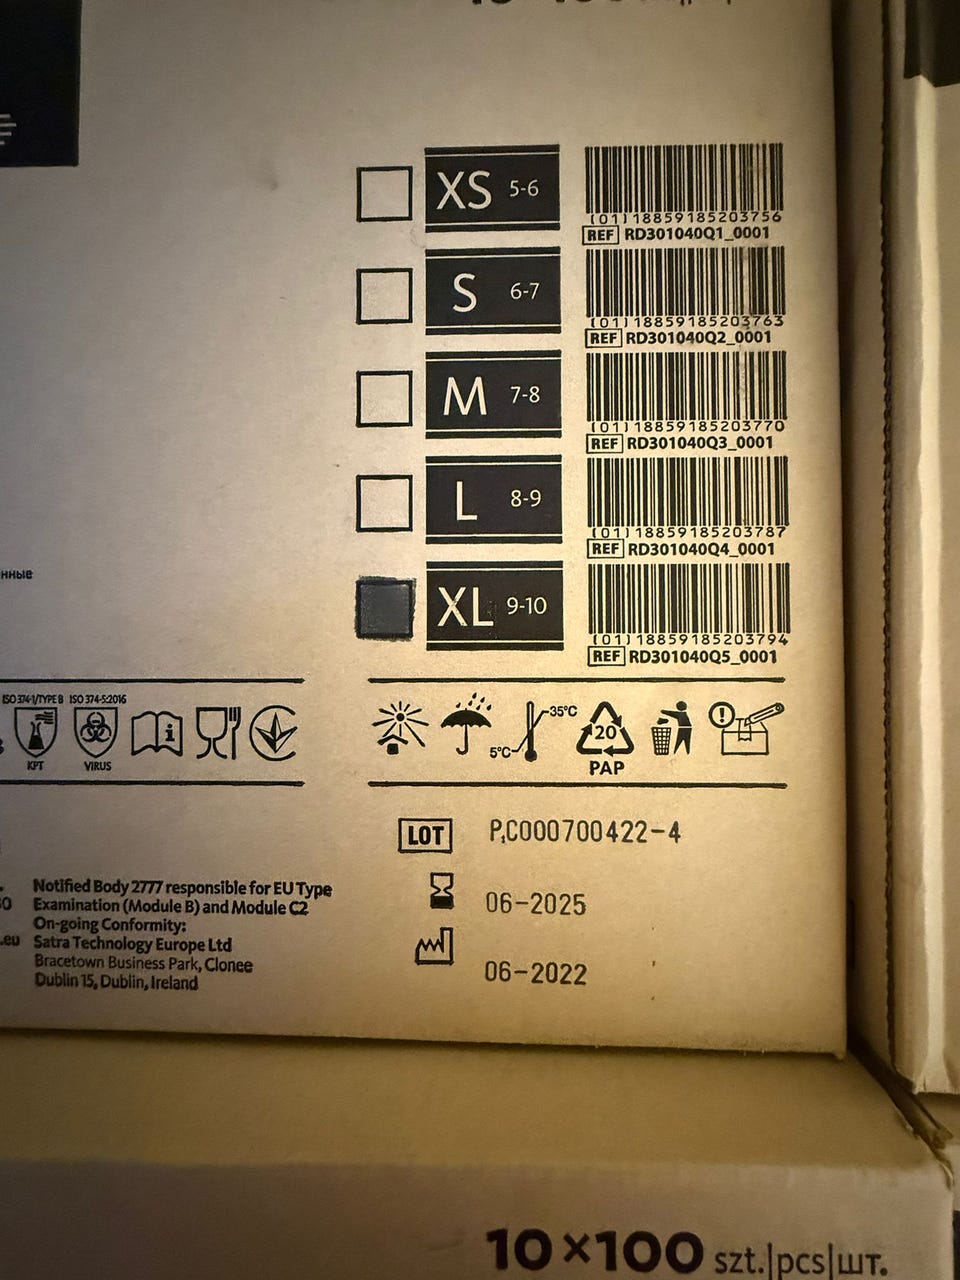 XS 5-6
(01)18859185203756
REF RD301040Q1_0001
S 6-7
(01)18859185203763
REF RD301040Q2_0001
M 7-8
(01)18859185203770
REF RD301040Q3_0001
L 8-9
(01)18859185203787
REF RD301040Q4_0001
нные
XL 9-10
(01)18859185203794
REF RD301040Q5_0001
ISO 374-1/TYPE B ISO 374-5:2016
KPT VIRUS
5°C 35°C
20
PAP
LOT P,C000700422-4
06-2025
06-2022
.eu
Notified Body 2777 responsible for EU Type
Examination (Module B) and Module C2
On-going Conformity:
Satra Technology Europe Ltd
Bracetown Business Park, Clonee
Dublin 15, Dublin, Ireland
10×100 szt.|pcs|шт.